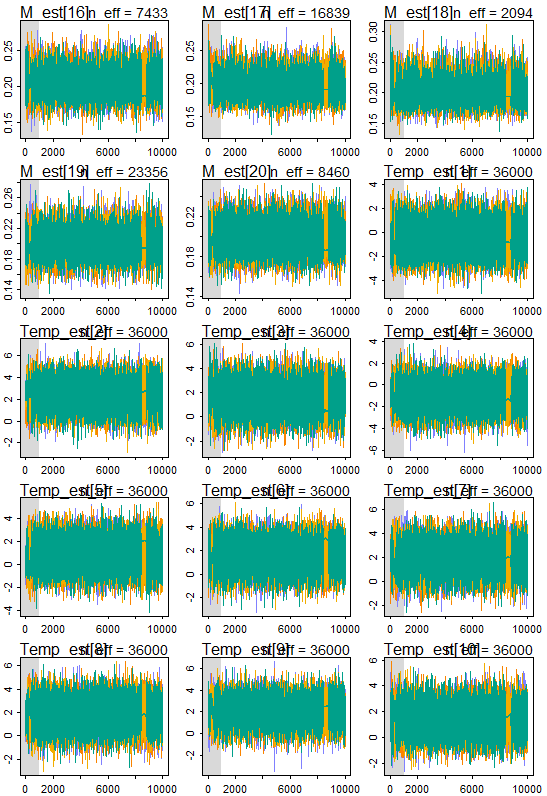 M_est[16] n_eff = 7433 M_est[17] n_eff = 16839 M_est[18] n_eff = 2094
0.15 0.20 0.25
0.15 0.20 0.25
0.15 0.20 0.25 0.30
0 2000 6000 10000 0 2000 6000 10000 0 2000 6000 10000
M_est[19] n_eff = 23356 M_est[20] n_eff = 8460 Temp_est[1] n_eff = 36000
0.14 0.18 0.22 0.26
0.14 0.18 0.22
-4 -2 0 2 4
0 2000 6000 10000 0 2000 6000 10000 0 2000 6000 10000
Temp_est[2] n_eff = 36000 Temp_est[3] n_eff = 36000 Temp_est[4] n_eff = 36000
-2 0 2 4 6
-2 0 2 4 6
-6 -4 -2 0 2 4
0 2000 6000 10000 0 2000 6000 10000 0 2000 6000 10000
Temp_est[5] n_eff = 36000 Temp_est[6] n_eff = 36000 Temp_est[7] n_eff = 36000
-4 -2 0 2 4
-2 0 2 4 6
-2 0 2 4 6
0 2000 6000 10000 0 2000 6000 10000 0 2000 6000 10000
Temp_est[8] n_eff = 36000 Temp_est[9] n_eff = 36000 Temp_est[10] n_eff = 36000
-2 0 2 4 6
-2 0 2 4 6
-2 0 2 4 6
0 2000 6000 10000 0 2000 6000 10000 0 2000 6000 10000